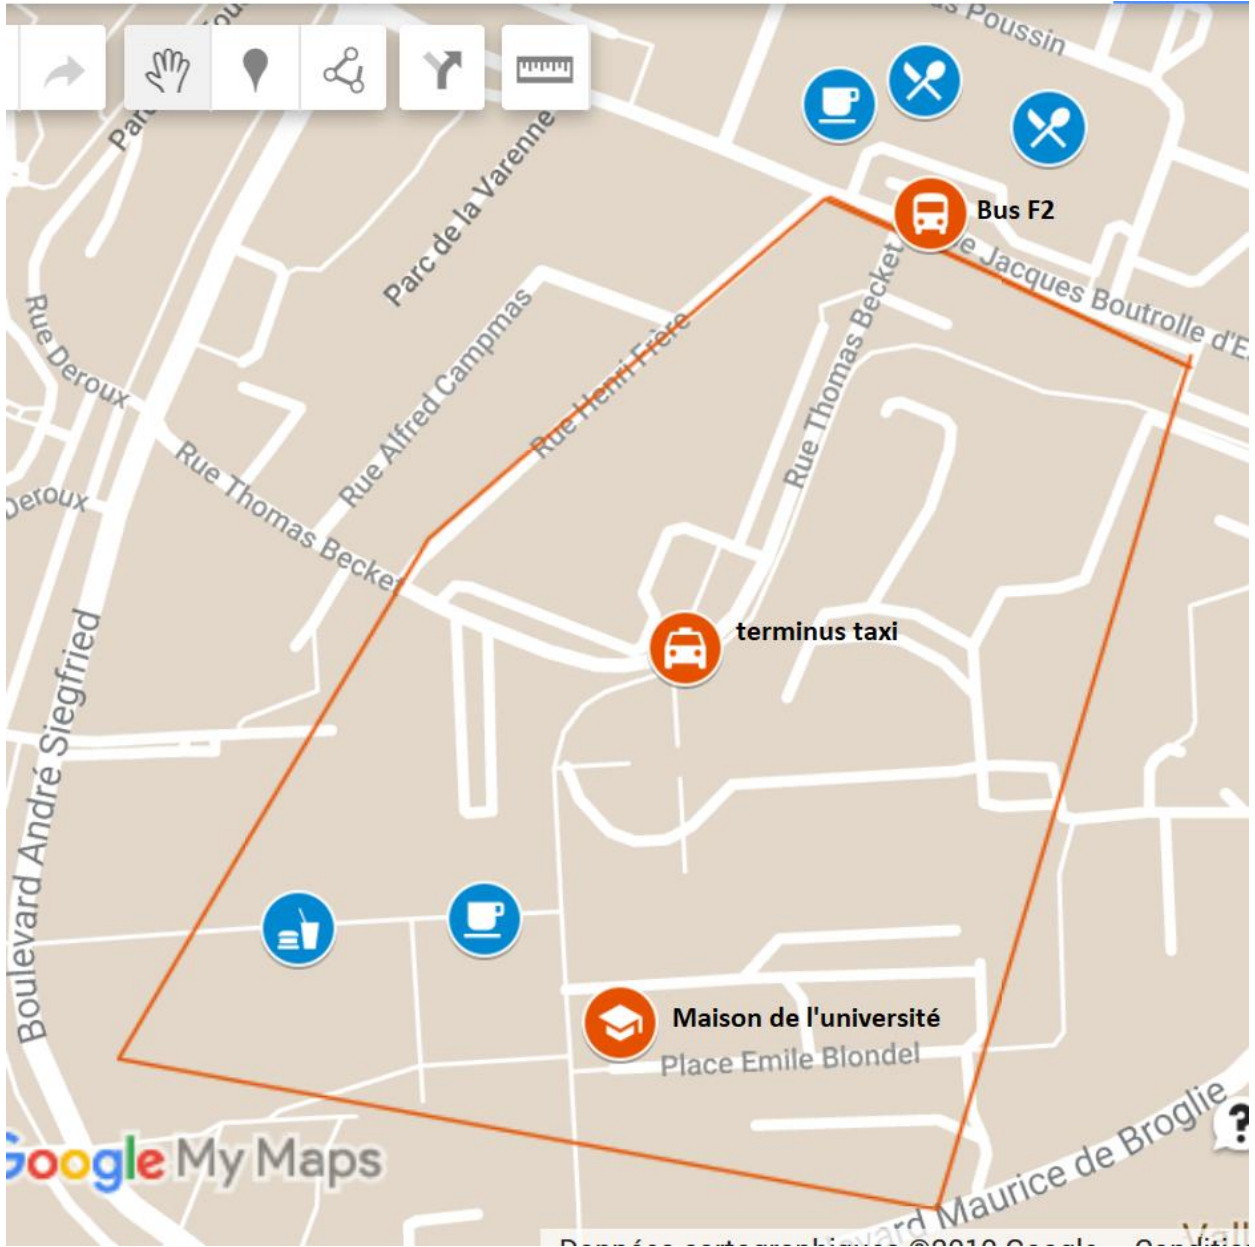 Poussin
Parc de la Varenne
Bus F2
Jacques Boutrolle d'E
Rue Deroux
Rue Alfred Campmas
Rue Henri Frère
Rue Thomas Becket
Rue Thomas Becket
Deroux
terminus taxi
Boulevard André Siegfried
Maison de l'université
Place Emile Blondel
Maurice de Broglie
?
Google My Maps